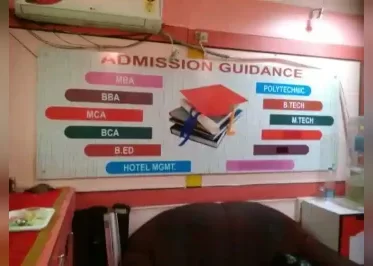 ADMISSION GUIDANCE
MBA
BBA
MCA
BCA
B.ED
HOTEL MGMT.
POLYTECHNIC
B.TECH
M.TECH